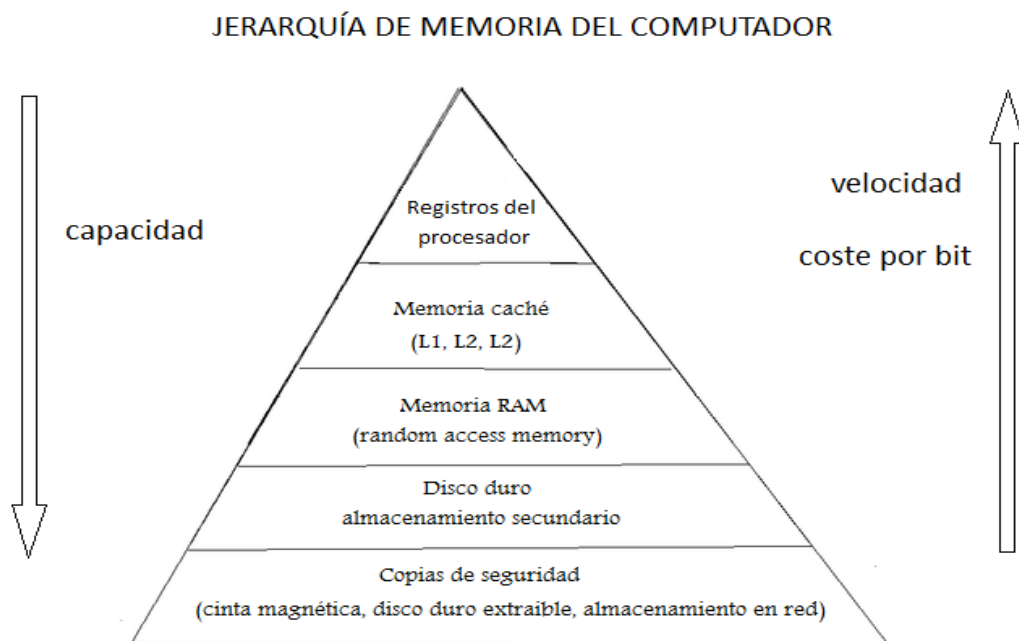 JERARQUÍA DE MEMORIA DEL COMPUTADOR
capacidad
velocidad
coste por bit
Registros del
procesador
Memoria caché
(L1, L2, L2)
Memoria RAM
(random access memory)
Disco duro
almacenamiento secundario
Copias de seguridad
(cinta magnética, disco duro extraible, almacenamiento en red)